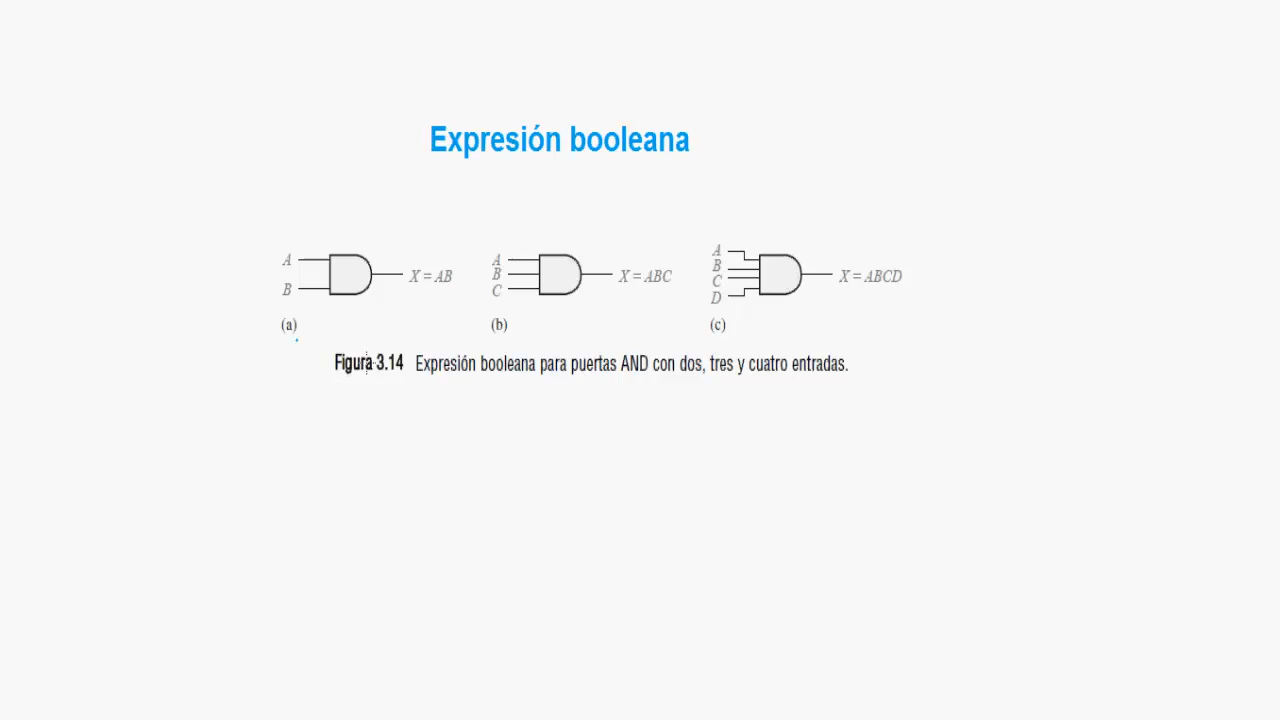 Expresión booleana
A
B
X = AB
(a)
A
B
C
X = ABC
(b)
A
B
C
D
X = ABCD
(c)
Figura 3.14 Expresión booleana para puertas AND con dos, tres y cuatro entradas.